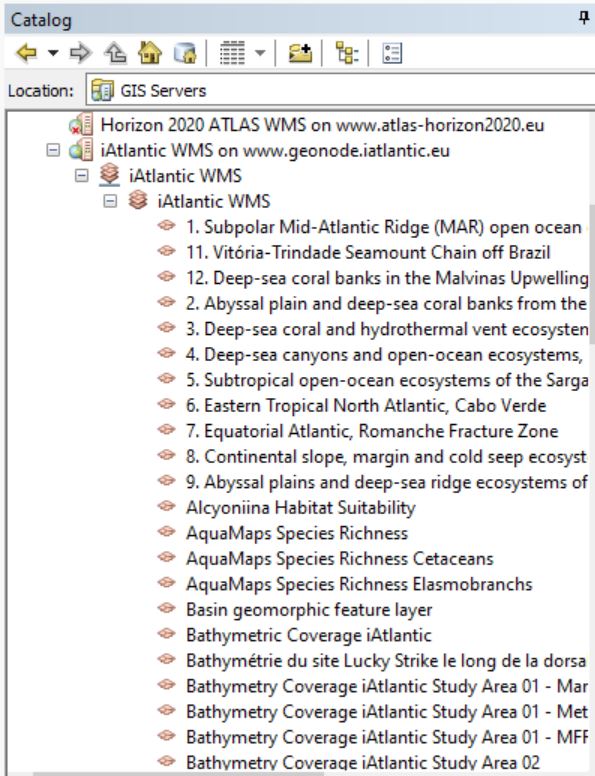 Catalog
Location: GIS Servers
Horizon 2020 ATLAS WMS on www.atlas-horizon2020.eu
iAtlantic WMS on www.geonode.iatlantic.eu
iAtlantic WMS
iAtlantic WMS
1. Subpolar Mid-Atlantic Ridge (MAR) open ocean
11. Vitória-Trindade Seamount Chain off Brazil
12. Deep-sea coral banks in the Malvinas Upwelling
2. Abyssal plain and deep-sea coral banks from the
3. Deep-sea coral and hydrothermal vent ecosysten
4. Deep-sea canyons and open-ocean ecosystems,
5. Subtropical open-ocean ecosystems of the Sarga
6. Eastern Tropical North Atlantic, Cabo Verde
7. Equatorial Atlantic, Romanche Fracture Zone
8. Continental slope, margin and cold seep ecosyst
9. Abyssal plains and deep-sea ridge ecosystems of
Alcyoniina Habitat Suitability
AquaMaps Species Richness
AquaMaps Species Richness Cetaceans
AquaMaps Species Richness Elasmobranchs
Basin geomorphic feature layer
Bathymetric Coverage iAtlantic
Bathymétrie du site Lucky Strike le long de la dorsa
Bathymetry Coverage iAtlantic Study Area 01 - Mar
Bathymetry Coverage iAtlantic Study Area 01 - Met
Bathymetry Coverage iAtlantic Study Area 01 - MFF
Bathymetry Coverage iAtlantic Study Area 02